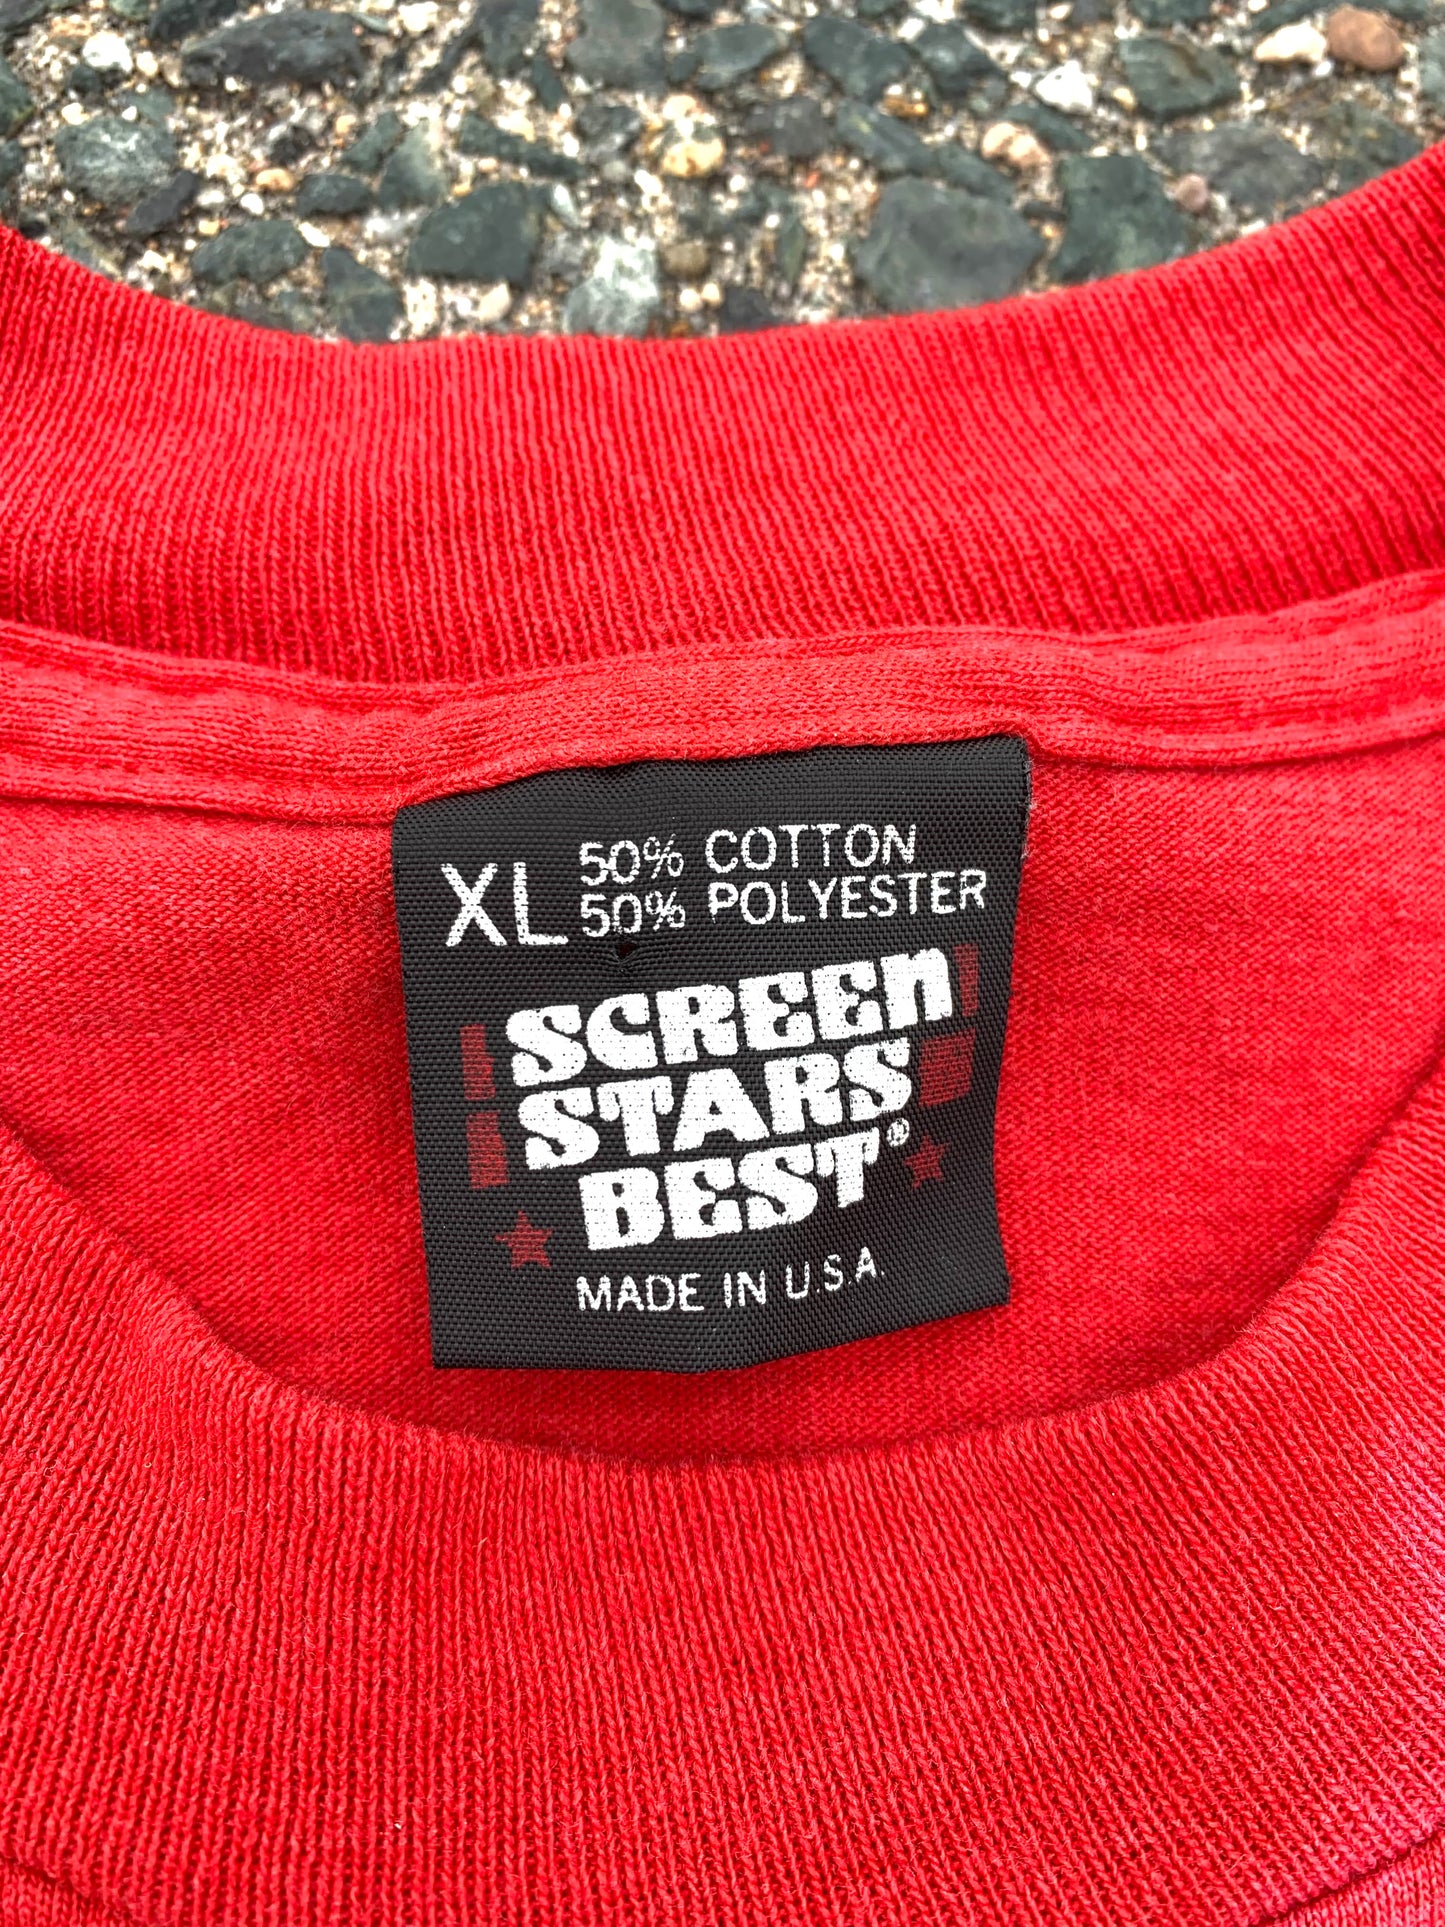 XL 50% COTTON
50% POLYESTER
SCREEN
STARS
BEST®
MADE IN U.S.A.